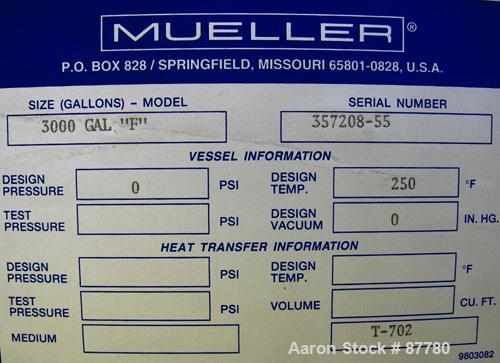 MUELLER®
P.O. BOX 828 / SPRINGFIELD, MISSOURI 65801-0828, U.S.A.
SIZE (GALLONS) - MODEL SERIAL NUMBER
3000 GAL "F" 357208-55
VESSEL INFORMATION
DESIGN PRESSURE 0 PSI DESIGN TEMP. 250 °F
TEST PRESSURE PSI DESIGN VACUUM 0 IN. HG.
HEAT TRANSFER INFORMATION
DESIGN PRESSURE PSI DESIGN TEMP. °F
TEST PRESSURE PSI VOLUME CU. FT.
MEDIUM T-702
9803082
Aaron Stock # 87780